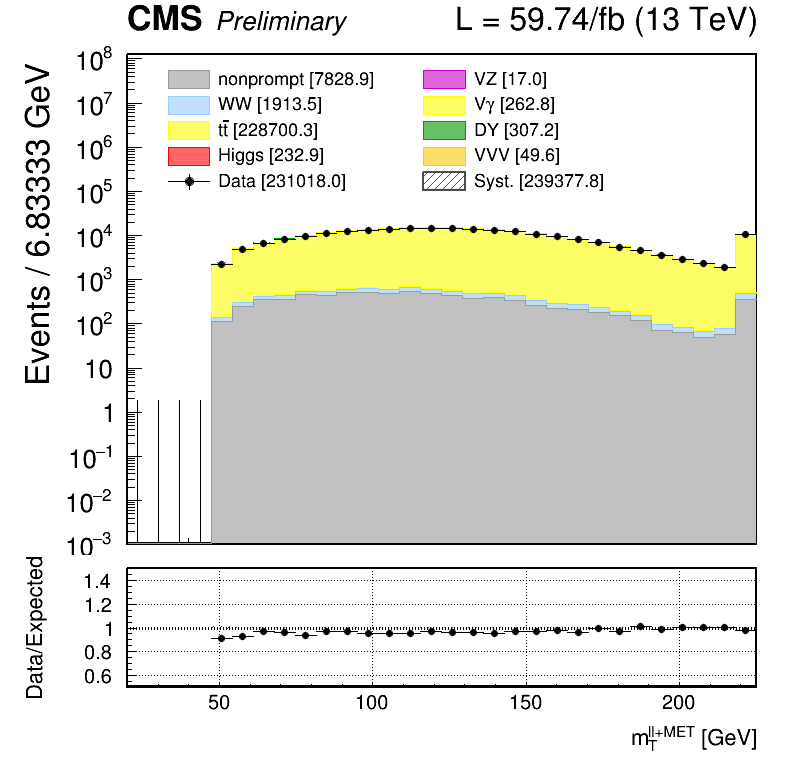 CMS Preliminary L = 59.74/fb (13 TeV)
Events / 6.83333 GeV
10⁸
10⁷
10⁶
10⁵
10⁴
10³
10²
10
1
10⁻¹
10⁻²
10⁻³
nonprompt [7828.9] VZ [17.0]
WW [1913.5] Vγ [262.8]
tt̄ [228700.3] DY [307.2]
Higgs [232.9] VVV [49.6]
Data [231018.0] Syst. [239377.8]
Data/Expected
1.4
1.2
1
0.8
0.6
50 100 150 200
m_T^ll+MET [GeV]